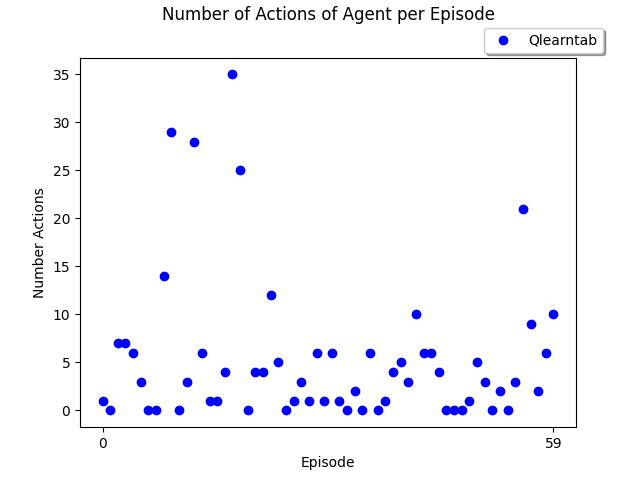 Number of Actions of Agent per Episode
Qlearntab
35
30
25
20
15
10
5
0
Number Actions
0 59
Episode